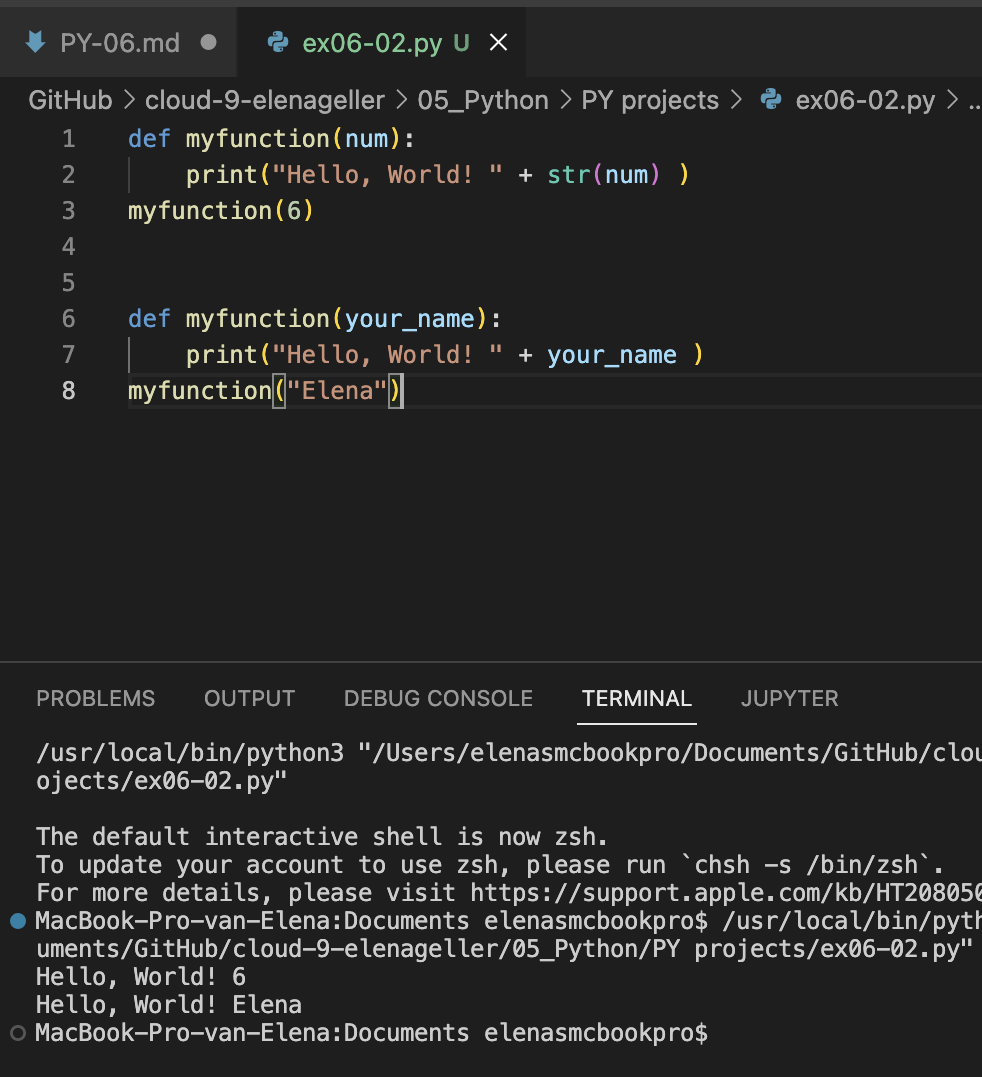 PY-06.md
ex06-02.py U
GitHub > cloud-9-elenageller > 05_Python > PY projects > ex06-02.py > ..
1 def myfunction(num):
2     print("Hello, World! " + str(num) )
3 myfunction(6)
4
5
6 def myfunction(your_name):
7     print("Hello, World! " + your_name )
8 myfunction("Elena")
PROBLEMS OUTPUT DEBUG CONSOLE TERMINAL JUPYTER
/usr/local/bin/python3 "/Users/elenasmcbookpro/Documents/GitHub/clou
ojects/ex06-02.py"
The default interactive shell is now zsh.
To update your account to use zsh, please run `chsh -s /bin/zsh`.
For more details, please visit https://support.apple.com/kb/HT208050
MacBook-Pro-van-Elena:Documents elenasmcbookpro$ /usr/local/bin/pyth
uments/GitHub/cloud-9-elenageller/05_Python/PY projects/ex06-02.py"
Hello, World! 6
Hello, World! Elena
MacBook-Pro-van-Elena:Documents elenasmcbookpro$